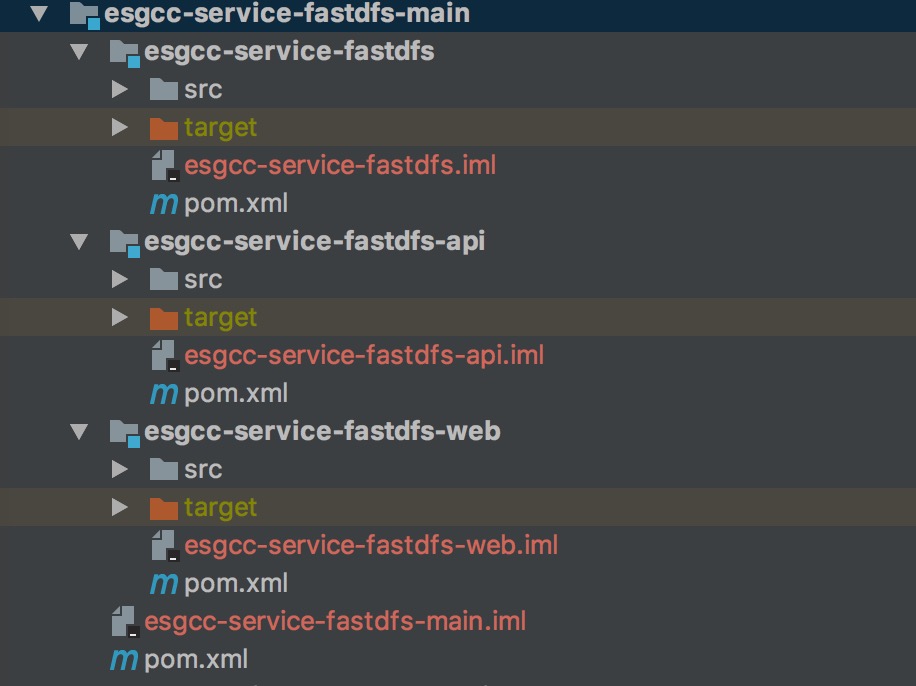 esgcc-service-fastdfs-main
esgcc-service-fastdfs
src
target
esgcc-service-fastdfs.iml
pom.xml
esgcc-service-fastdfs-api
src
target
esgcc-service-fastdfs-api.iml
pom.xml
esgcc-service-fastdfs-web
src
target
esgcc-service-fastdfs-web.iml
pom.xml
esgcc-service-fastdfs-main.iml
pom.xml